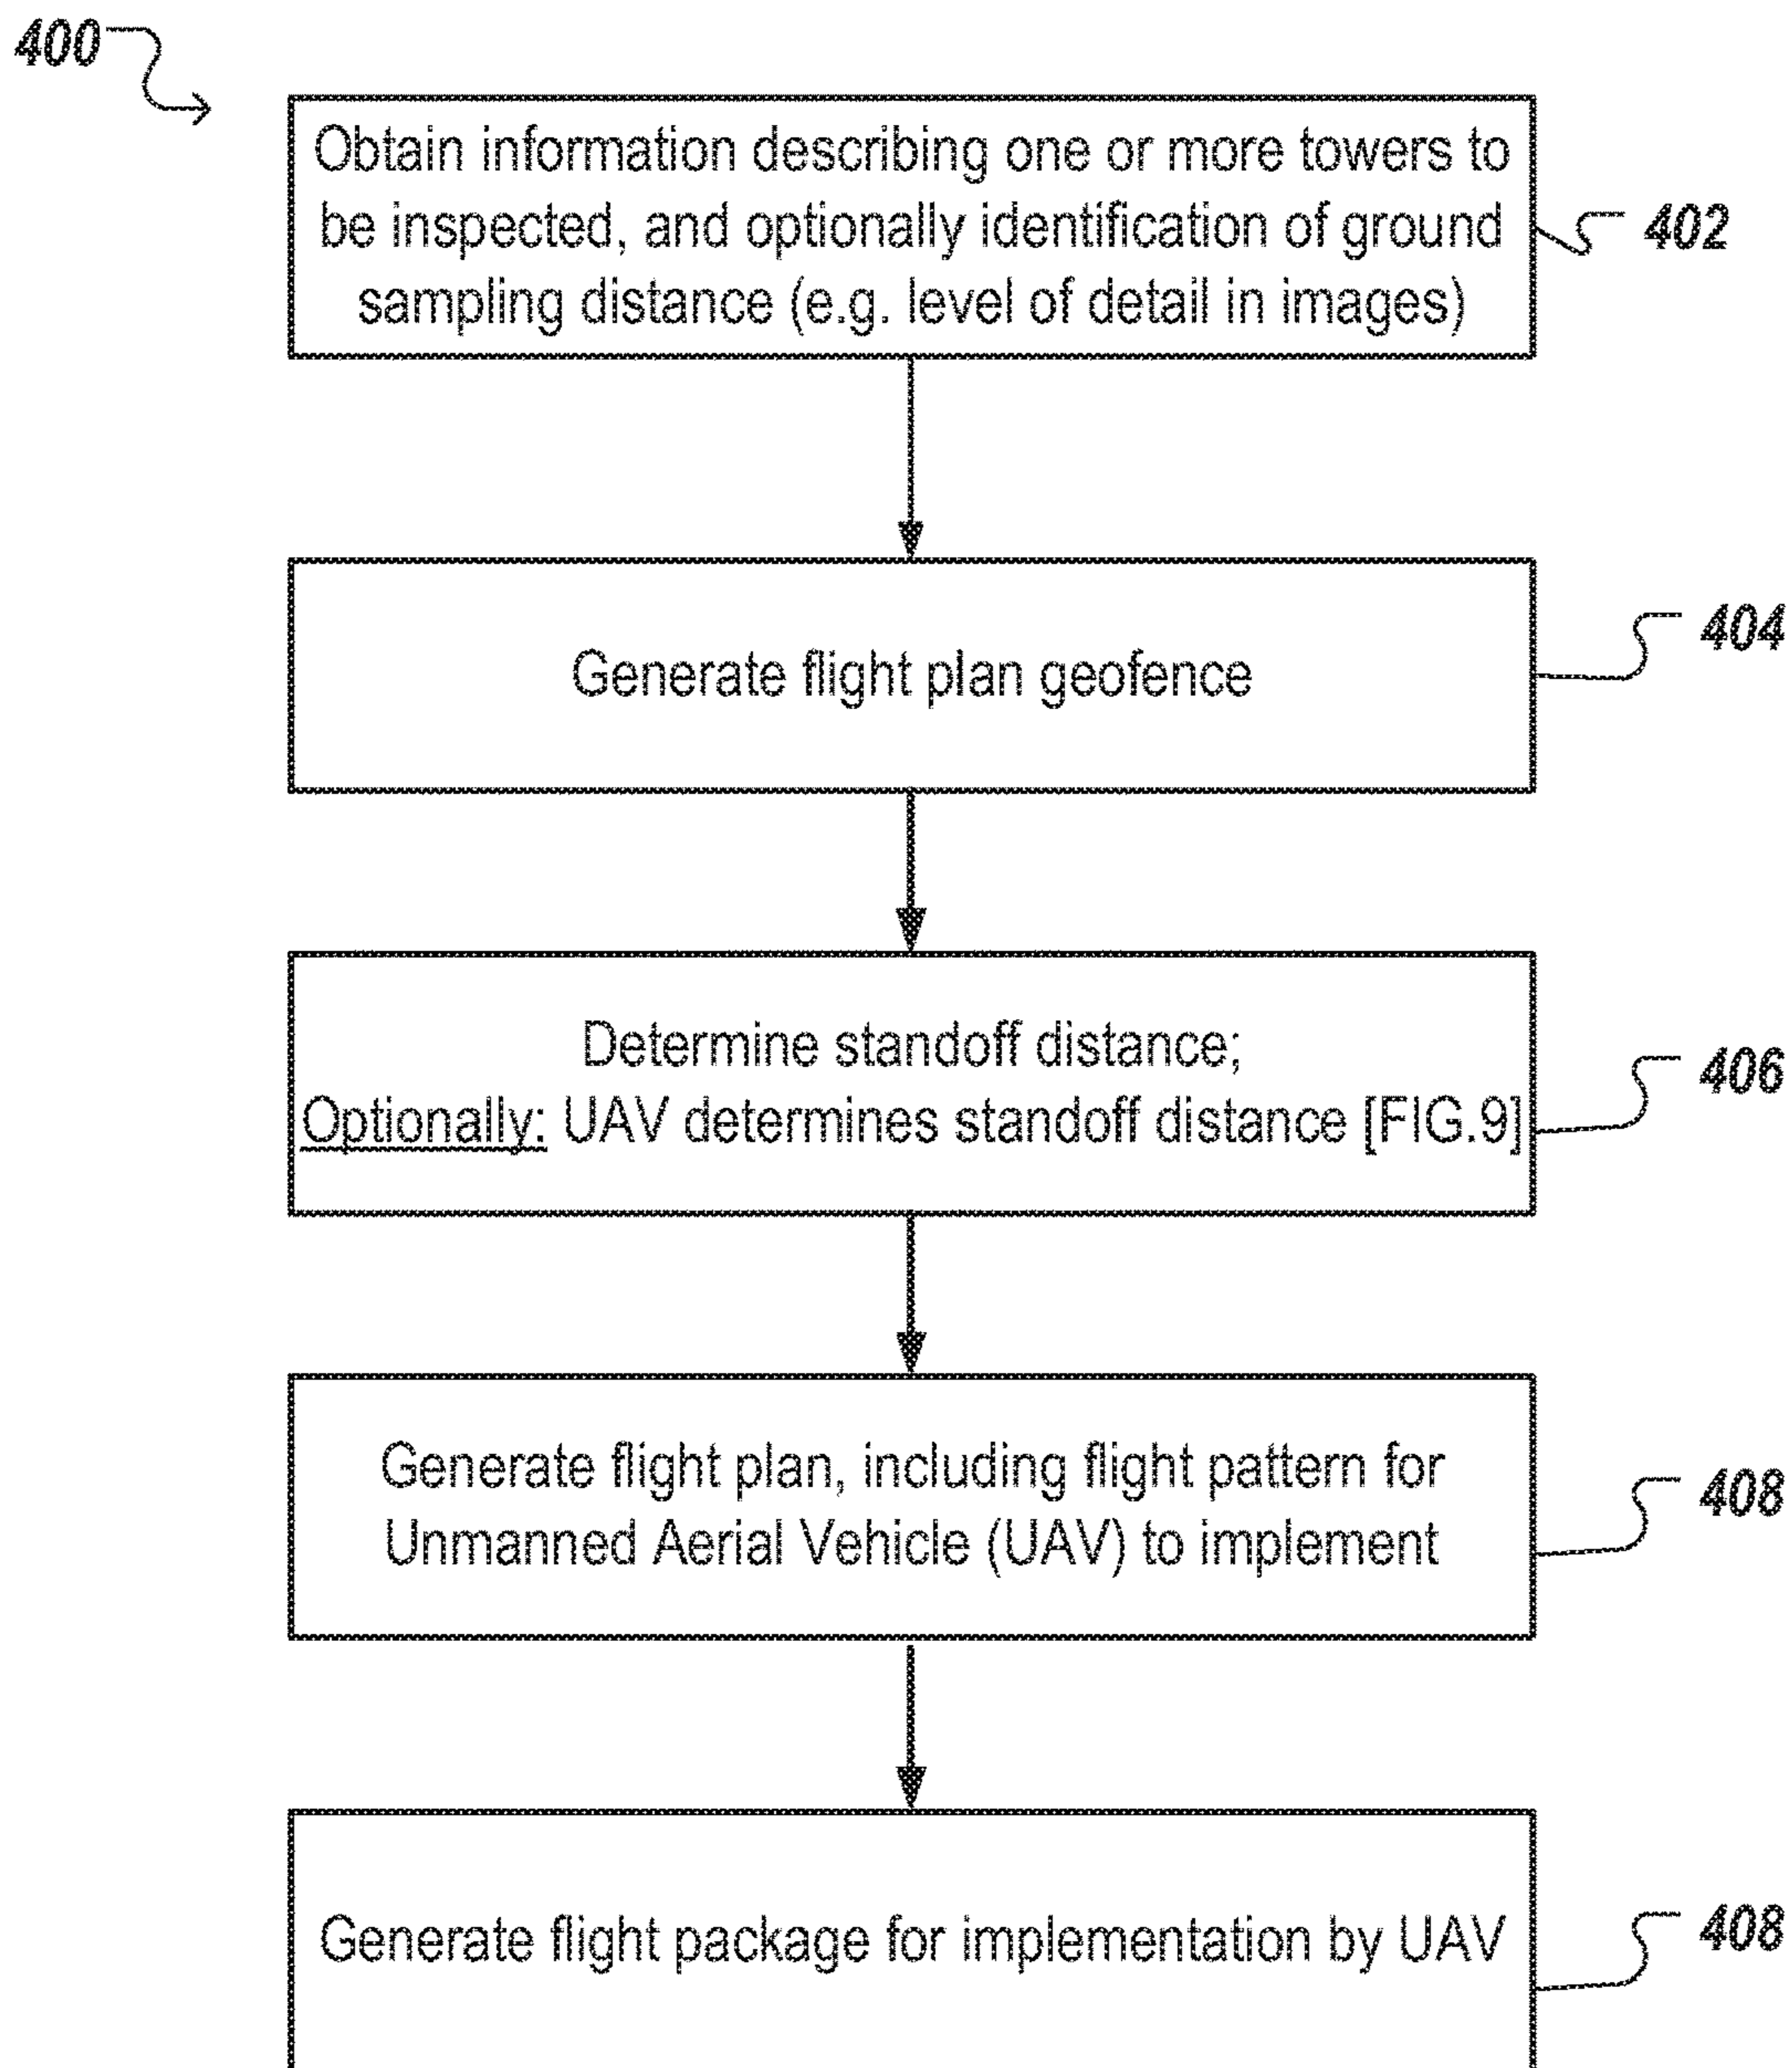 400
Obtain information describing one or more towers to
be inspected, and optionally identification of ground
sampling distance (e.g. level of detail in images)
402
Generate flight plan geofence
404
Determine standoff distance;
Optionally: UAV determines standoff distance [FIG.9]
406
Generate flight plan, including flight pattern for
Unmanned Aerial Vehicle (UAV) to implement
408
Generate flight package for implementation by UAV
408